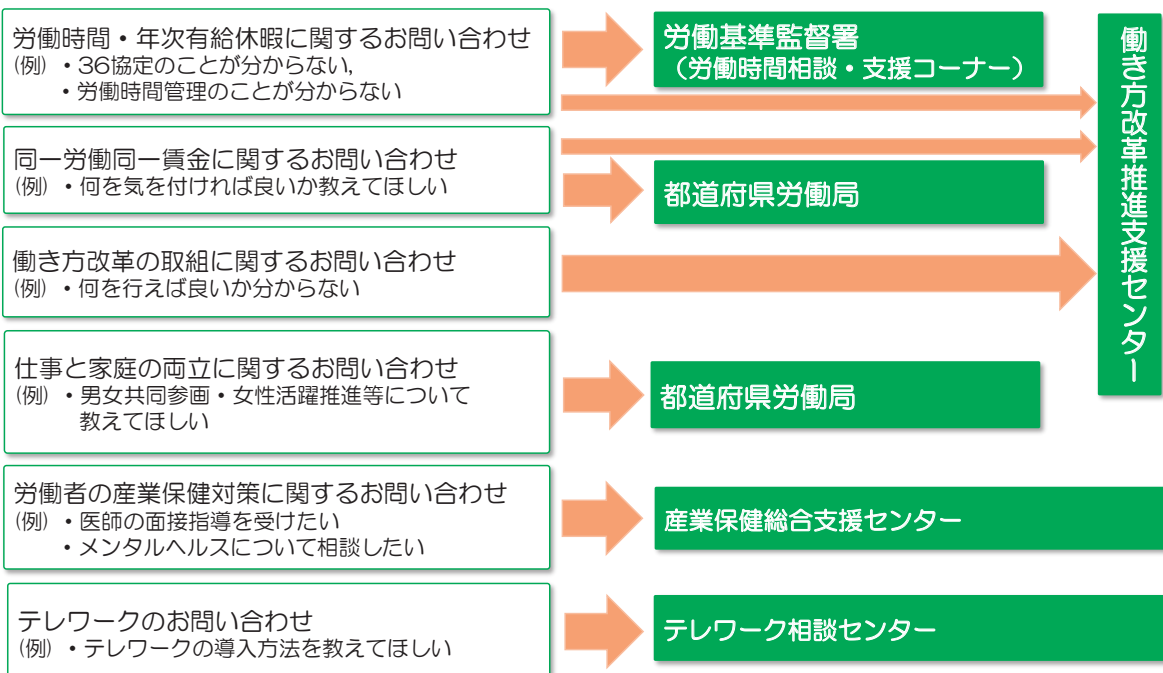 労働時間・年次有給休暇に関するお問い合わせ
(例) ・36協定のことが分からない,
・労働時間管理のことが分からない
労働基準監督署
（労働時間相談・支援コーナー）
働き方改革推進支援センター
同一労働同一賃金に関するお問い合わせ
(例) ・何を気を付ければ良いか教えてほしい
都道府県労働局
働き方改革の取組に関するお問い合わせ
(例) ・何を行えば良いか分からない
仕事と家庭の両立に関するお問い合わせ
(例) ・男女共同参画・女性活躍推進等について
教えてほしい
都道府県労働局
労働者の産業保健対策に関するお問い合わせ
(例) ・医師の面接指導を受けたい
・メンタルヘルスについて相談したい
産業保健総合支援センター
テレワークのお問い合わせ
(例) ・テレワークの導入方法を教えてほしい
テレワーク相談センター